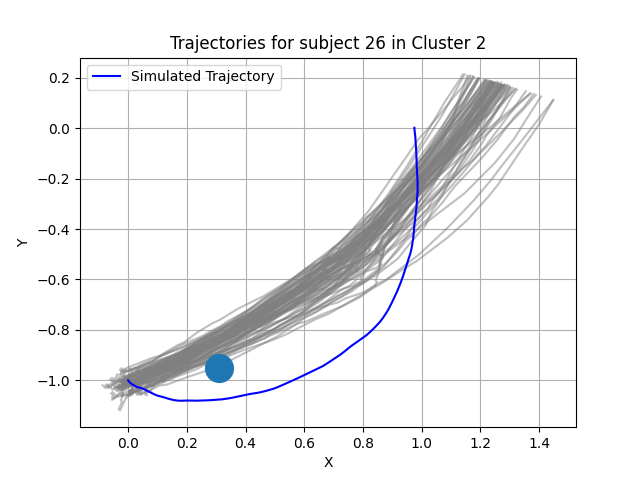 Trajectories for subject 26 in Cluster 2
Simulated Trajectory
0.2
0.0
−0.2
−0.4
−0.6
−0.8
−1.0
Y
0.0 0.2 0.4 0.6 0.8 1.0 1.2 1.4
X